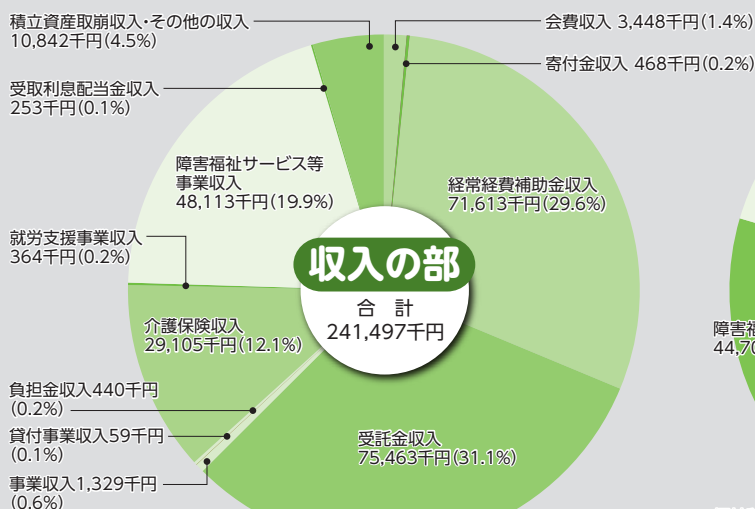 積立資産取崩収入・その他の収入
10,842千円(4.5%)
会費収入 3,448千円(1.4%)
寄付金収入 468千円(0.2%)
受取利息配当金収入
253千円(0.1%)
障害福祉サービス等
事業収入
48,113千円(19.9%)
経常経費補助金収入
71,613千円(29.6%)
就労支援事業収入
364千円(0.2%)
収入の部
合 計
241,497千円
介護保険収入
29,105千円(12.1%)
障害福
44,70
負担金収入440千円
(0.2%)
貸付事業収入59千円
(0.1%)
受託金収入
75,463千円(31.1%)
事業収入1,329千円
(0.6%)